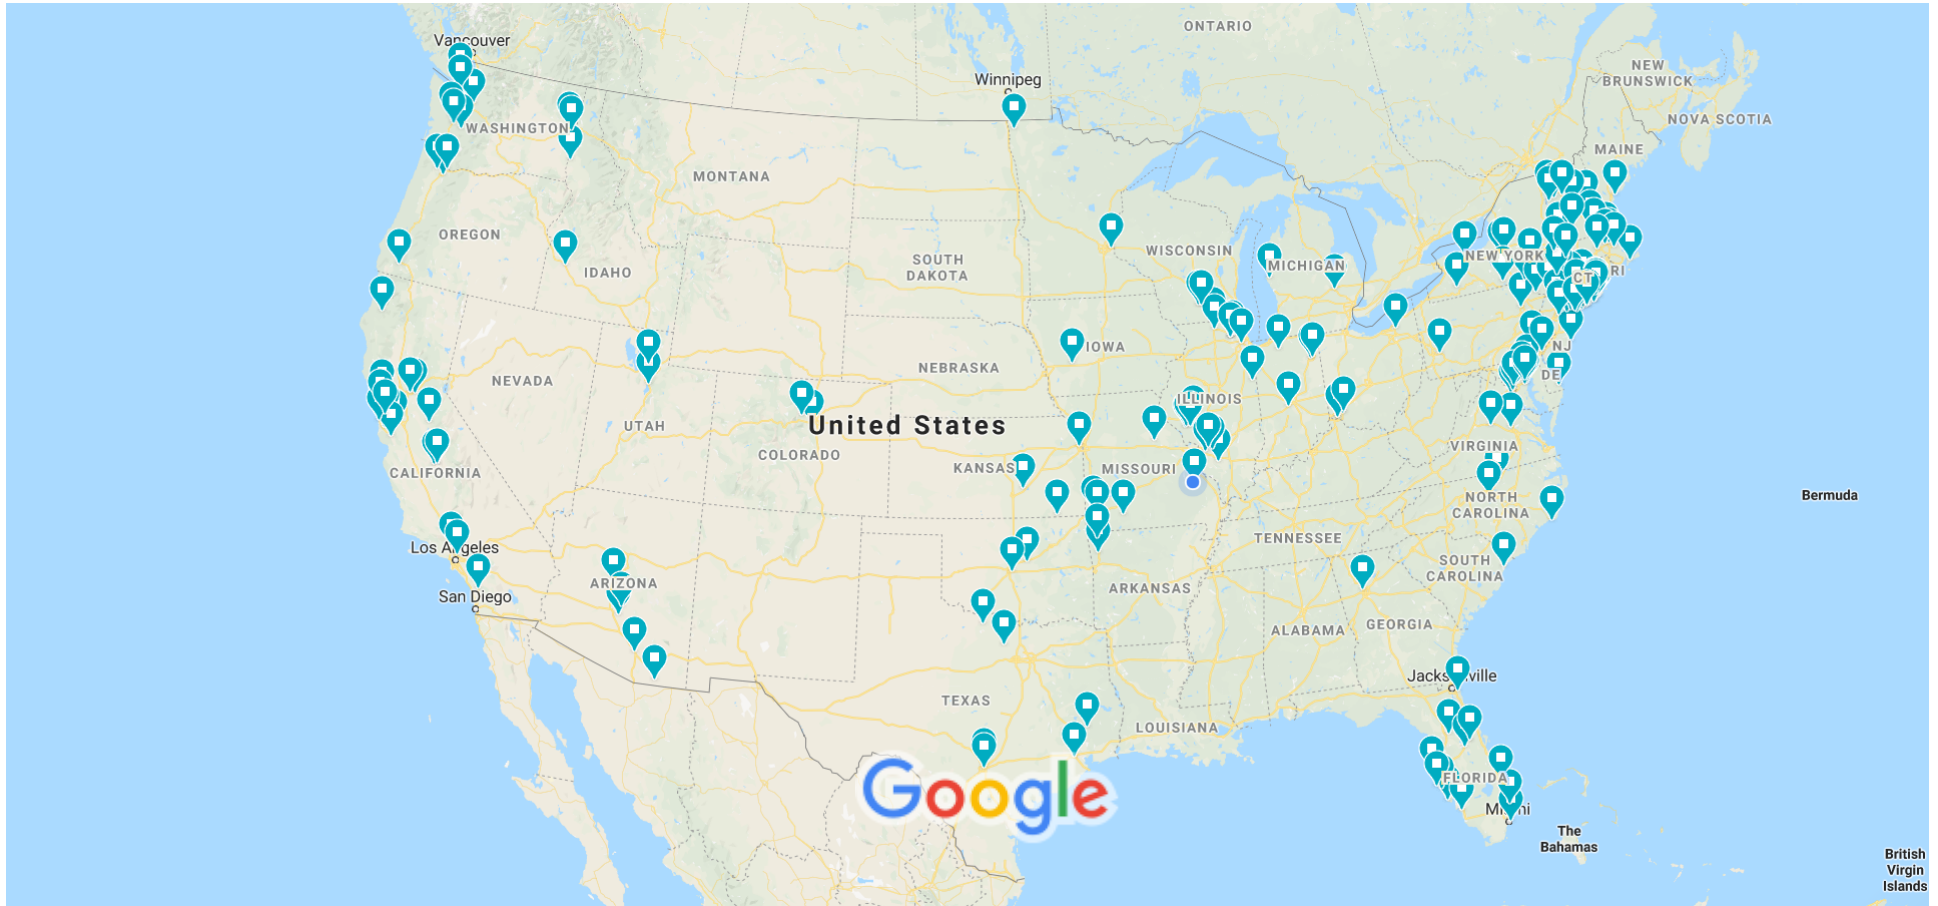 ONTARIO
Vancouver
NEW
BRUNSWICK
Winnipeg
NOVA SCOTIA
WASHINGTON
MAINE
MONTANA
OREGON
WISCONSIN
SOUTH
DAKOTA
NEW YORK
MICHIGAN
IDAHO
CT
RI
IOWA
NJ
NEBRASKA
DE
NEVADA
ILLINOIS
United States
UTAH
COLORADO
VIRGINIA
KANSAS
MISSOURI
CALIFORNIA
Bermuda
NORTH
CAROLINA
TENNESSEE
Los Angeles
SOUTH
CAROLINA
ARIZONA
ARKANSAS
San Diego
ALABAMA
GEORGIA
Jacksonville
TEXAS
LOUISIANA
FLORIDA
Google
Miami
The
Bahamas
British
Virgin
Islands